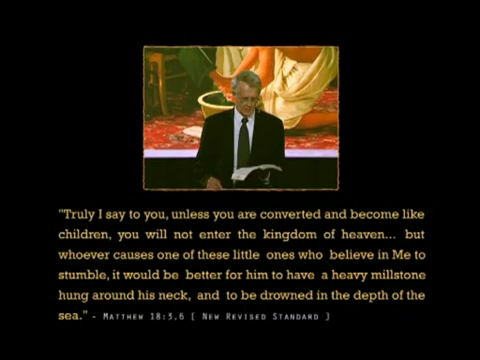 "Truly I say to you, unless you are converted and become like
children, you will not enter the kingdom of heaven... but
whoever causes one of these little ones who believe in Me to
stumble, it would be better for him to have a heavy millstone
hung around his neck, and to be drowned in the depth of the
sea." - Matthew 18:3,6 [ New Revised Standard ]